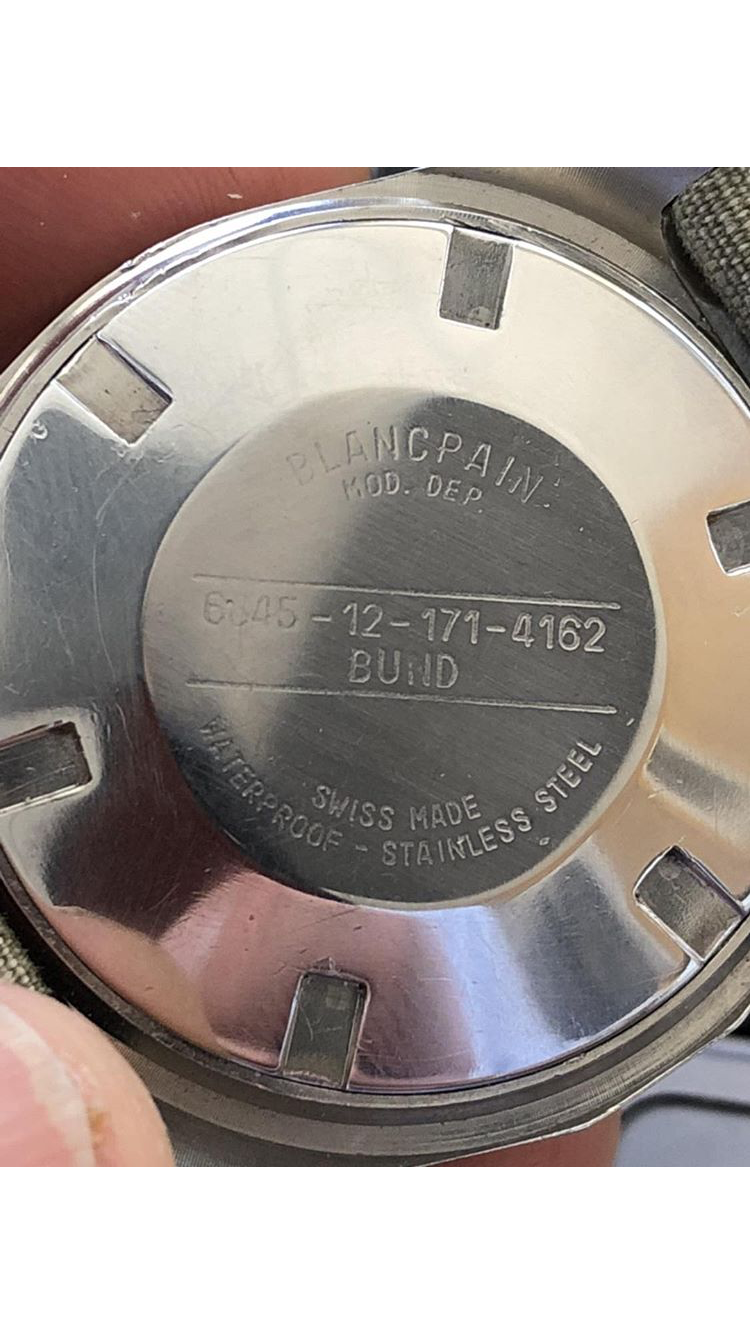 BLANCPAIN
MOD. DEP.
6645-12-171-4162
BUND
SWISS MADE
WATERPROOF - STAINLESS STEEL